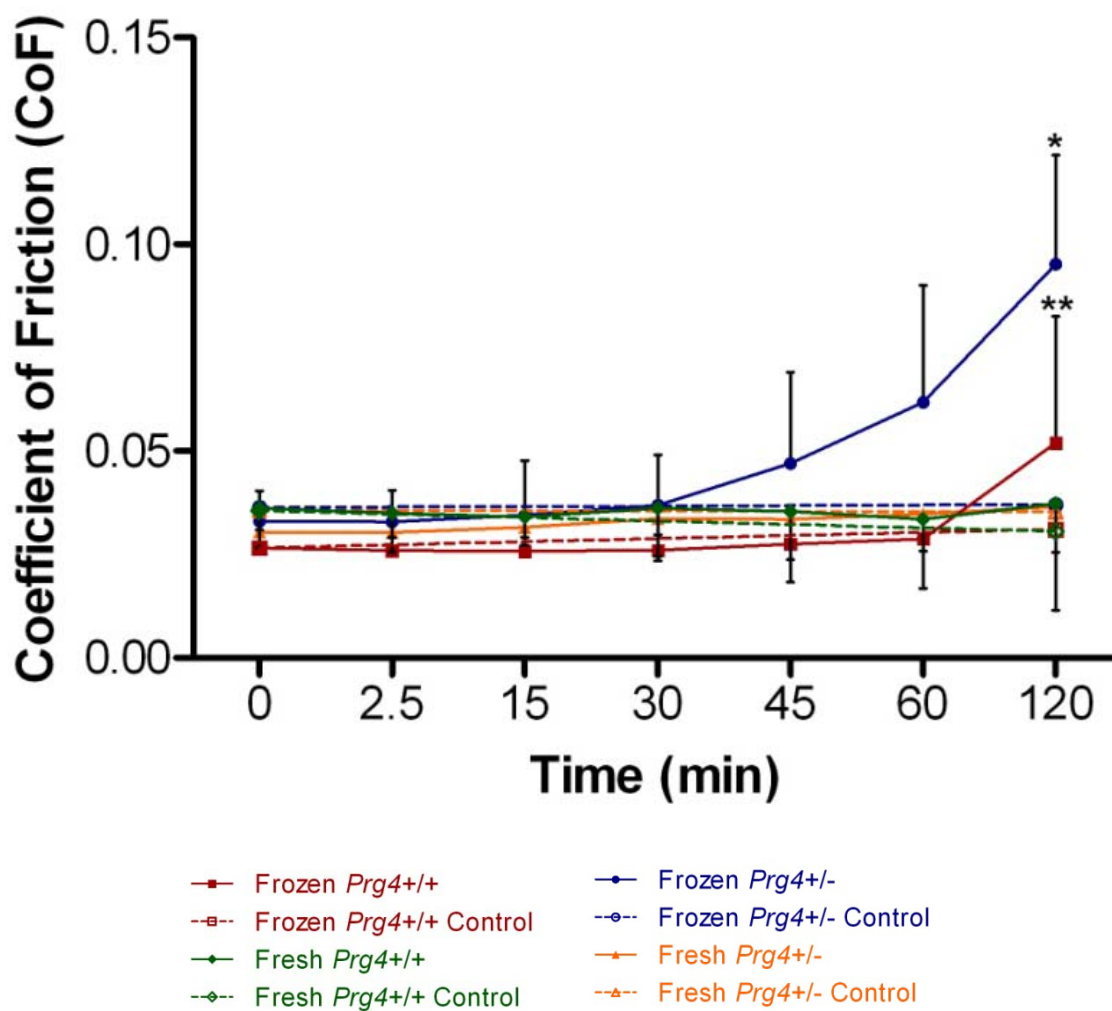 Coefficient of Friction (CoF)
0.15
0.10
0.05
0.00
*
**
0 2.5 15 30 45 60 120
Time (min)
Frozen Prg4+/+
Frozen Prg4+/+ Control
Fresh Prg4+/+
Fresh Prg4+/+ Control
Frozen Prg4+/-
Frozen Prg4+/- Control
Fresh Prg4+/-
Fresh Prg4+/- Control